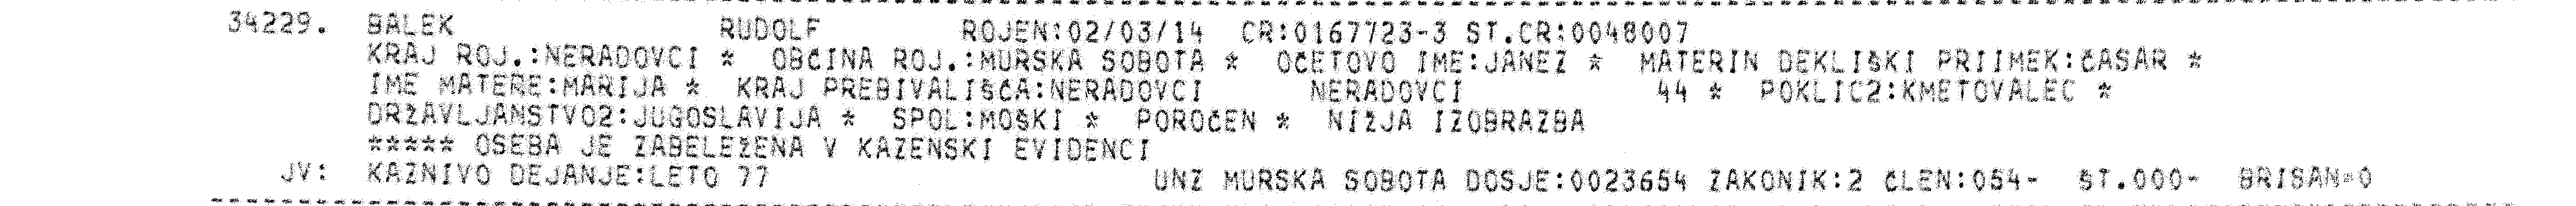 34229. BALEK RUDOLF ROJEN:02/03/14 CR:0167723-3 ST.CR:0048007
KRAJ ROJ.:NERADOVCI * OBČINA ROJ.:MURSKA SOBOTA * OČETOVO IME:JANEZ * MATERIN DEKLIŠKI PRIIMEK:ČASAR *
IME MATERE:MARIJA * KRAJ PREBIVALIŠČA:NERADOVCI NERADOVCI 44 * POKLIC2:KMETOVALEC *
DRŽAVLJANSTVO2:JUGOSLAVIJA * SPOL:MOŠKI * POROČEN * NIŽJA IZOBRAZBA
***** OSEBA JE ZABELEŽENA V KAZENSKI EVIDENCI
JV: KAZNIVO DEJANJE:LETO 77 UNZ MURSKA SOBOTA DOSJE:0023654 ZAKONIK:2 ČLEN:054- ŠT.000- BRISAN=0